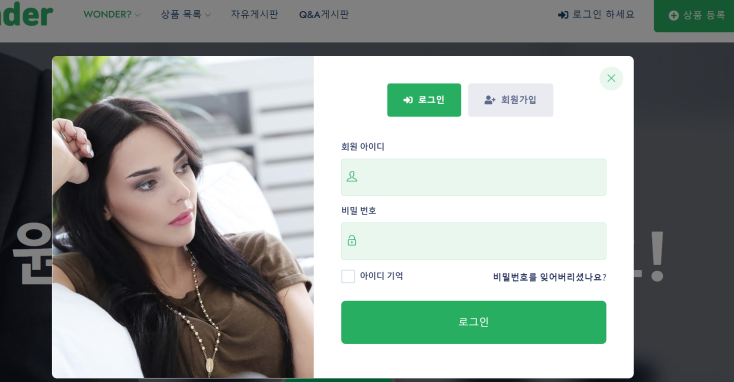 nder
WONDER? 상품 목록 자유게시판 Q&A게시판 로그인 하세요 상품 등록
로그인 회원가입
회원 아이디
비밀 번호
아이디 기억 비밀번호를 잊어버리셨나요?
로그인
원 !